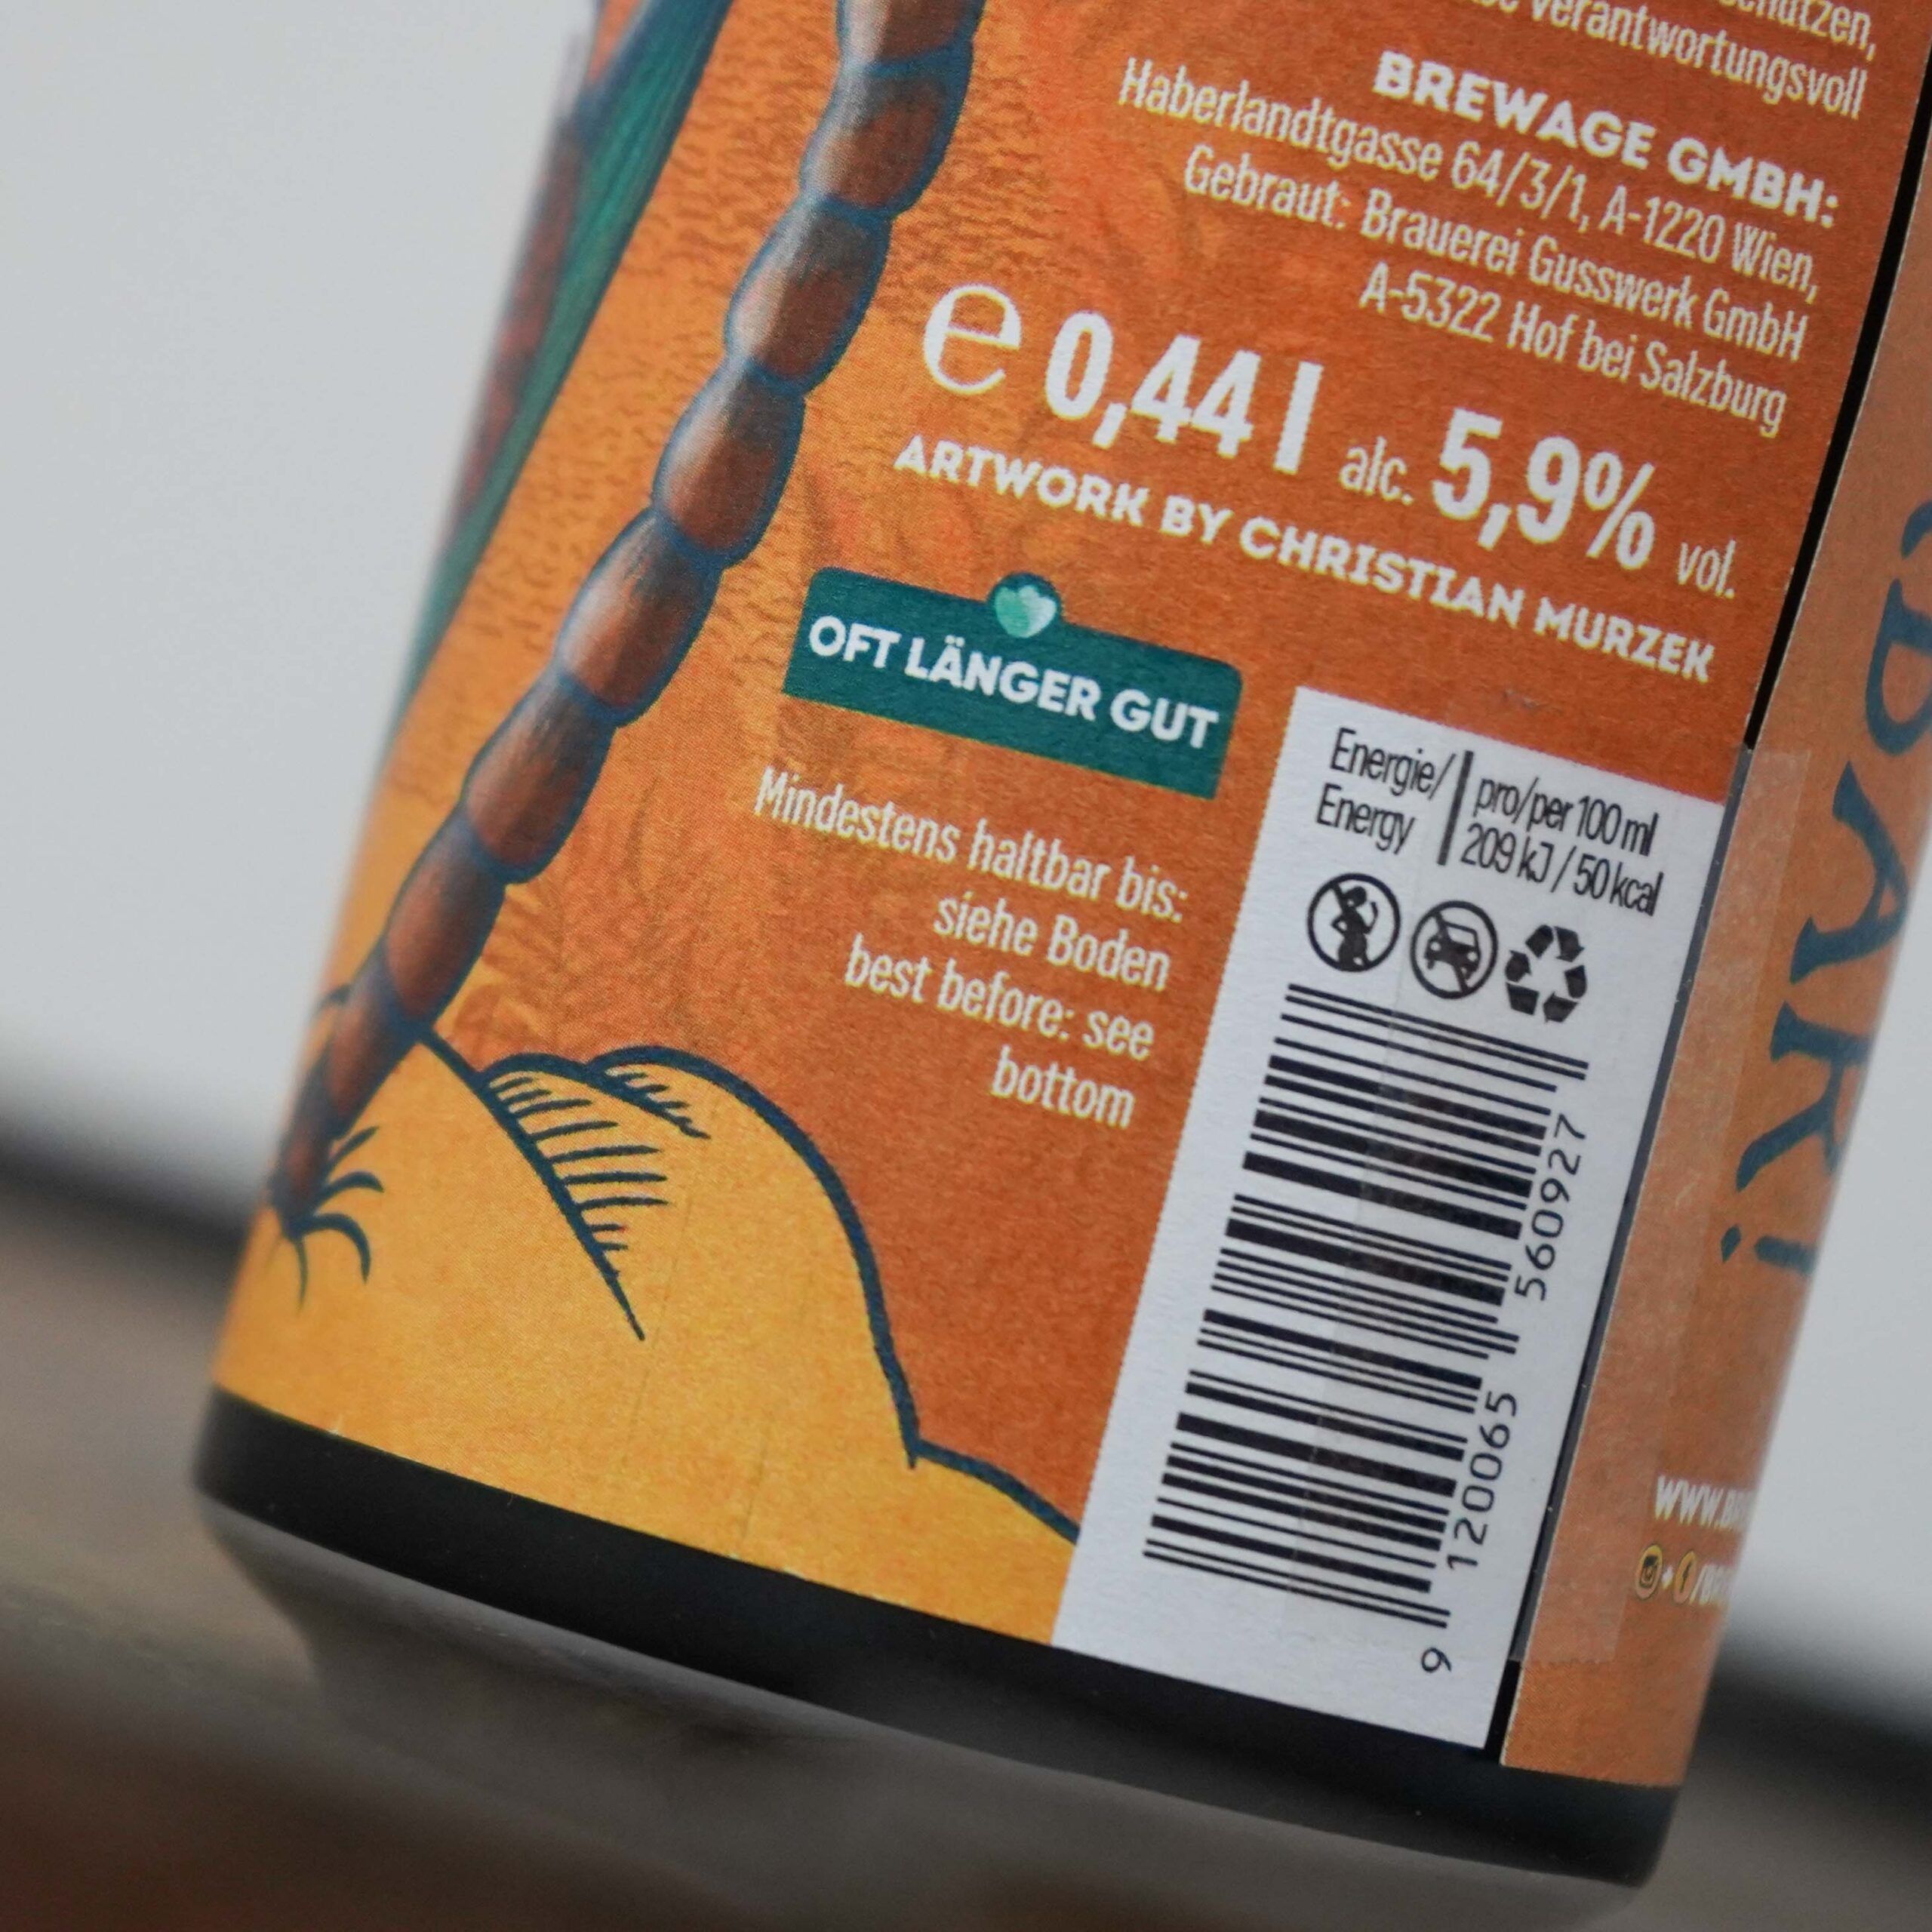 schützen,
verantwortungsvoll
BREWAGE GMBH:
Haberlandtgasse 64/3/1, A-1220 Wien,
Gebraut: Brauerei Gusswerk GmbH
A-5322 Hof bei Salzburg
e 0,44 l alc. 5,9% vol.
ARTWORK BY CHRISTIAN MURZEK
OFT LÄNGER GUT
Mindestens haltbar bis:
siehe Boden
best before: see
bottom
Energie/
Energy
pro/per 100 ml
209 kJ / 50 kcal
9 120065 560927
BAR!